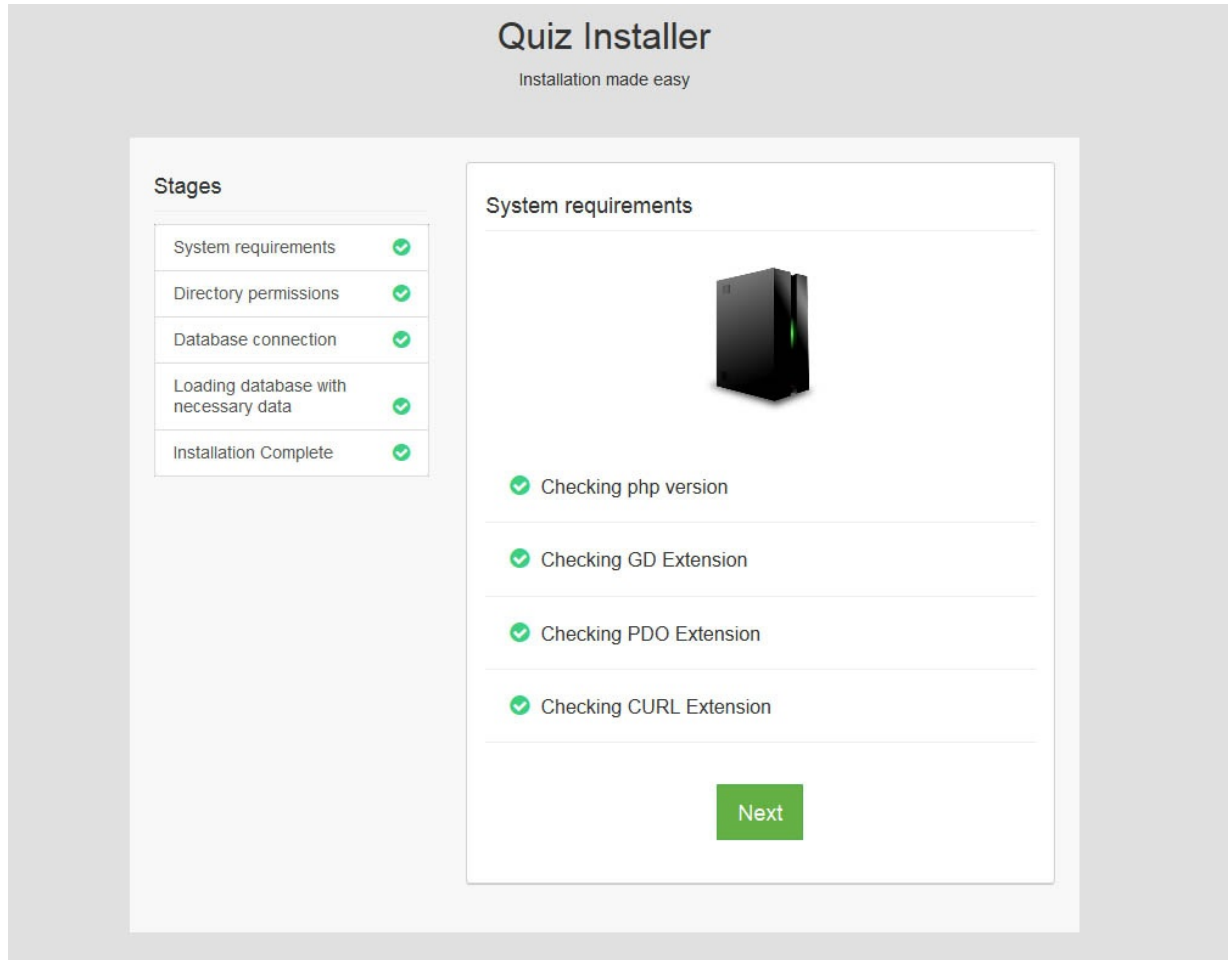 Quiz Installer
Installation made easy
Stages
System requirements
Directory permissions
Database connection
Loading database with
necessary data
Installation Complete
System requirements
Checking php version
Checking GD Extension
Checking PDO Extension
Checking CURL Extension
Next